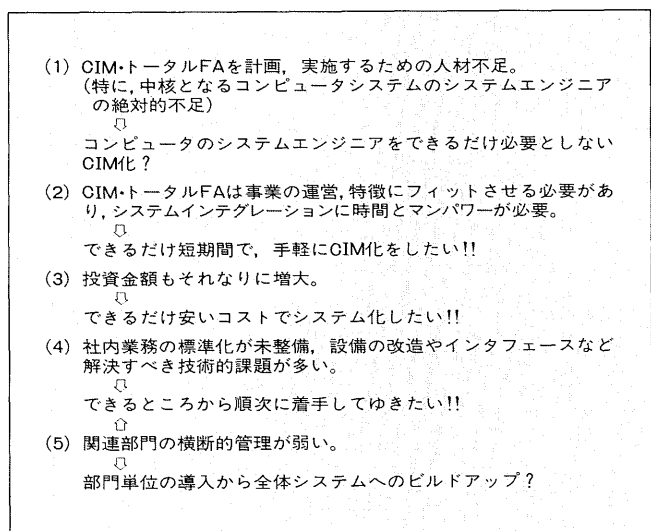 (1) CIM・トータルFAを計画，実施するための人材不足。
(特に，中核となるコンピュータシステムのシステムエンジニア
の絶対的不足)
⇩
コンピュータのシステムエンジニアをできるだけ必要としない
CIM化？
(2) CIM・トータルFAは事業の運営，特徴にフィットさせる必要があ
り，システムインテグレーションに時間とマンパワーが必要。
⇩
できるだけ短期間で，手軽にCIM化をしたい!!
(3) 投資金額もそれなりに増大。
⇩
できるだけ安いコストでシステム化したい!!
(4) 社内業務の標準化が未整備，設備の改造やインタフェースなど
解決すべき技術的課題が多い。
⇩
できるところから順次に着手してゆきたい!!
⇧
(5) 関連部門の横断的管理が弱い。
⇩
部門単位の導入から全体システムへのビルドアップ？